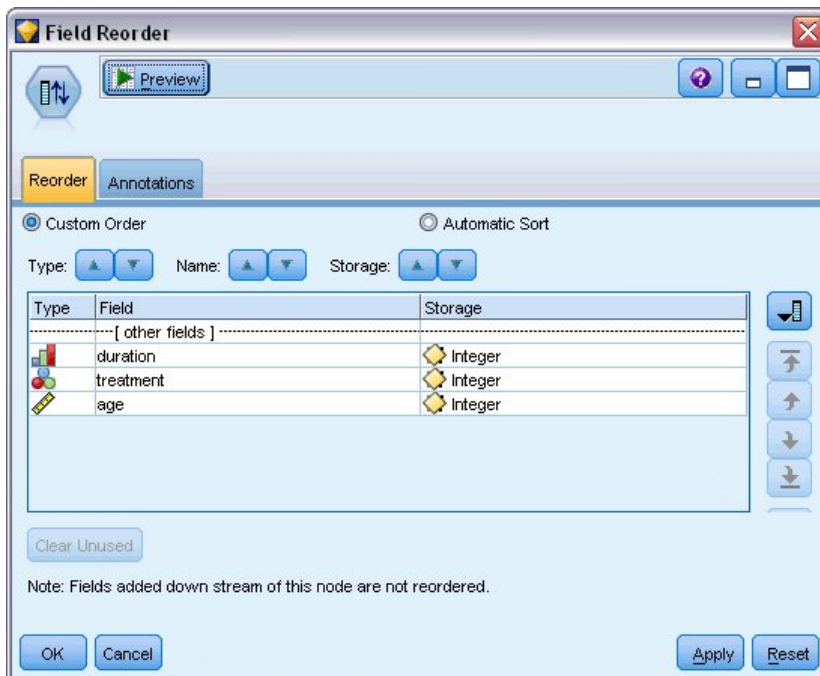 Field Reorder
Preview
Reorder Annotations
Custom Order Automatic Sort
Type: Name: Storage:
Type Field Storage
[ other fields ]
duration Integer
treatment Integer
age Integer
Clear Unused
Note: Fields added down stream of this node are not reordered.
OK Cancel Apply Reset